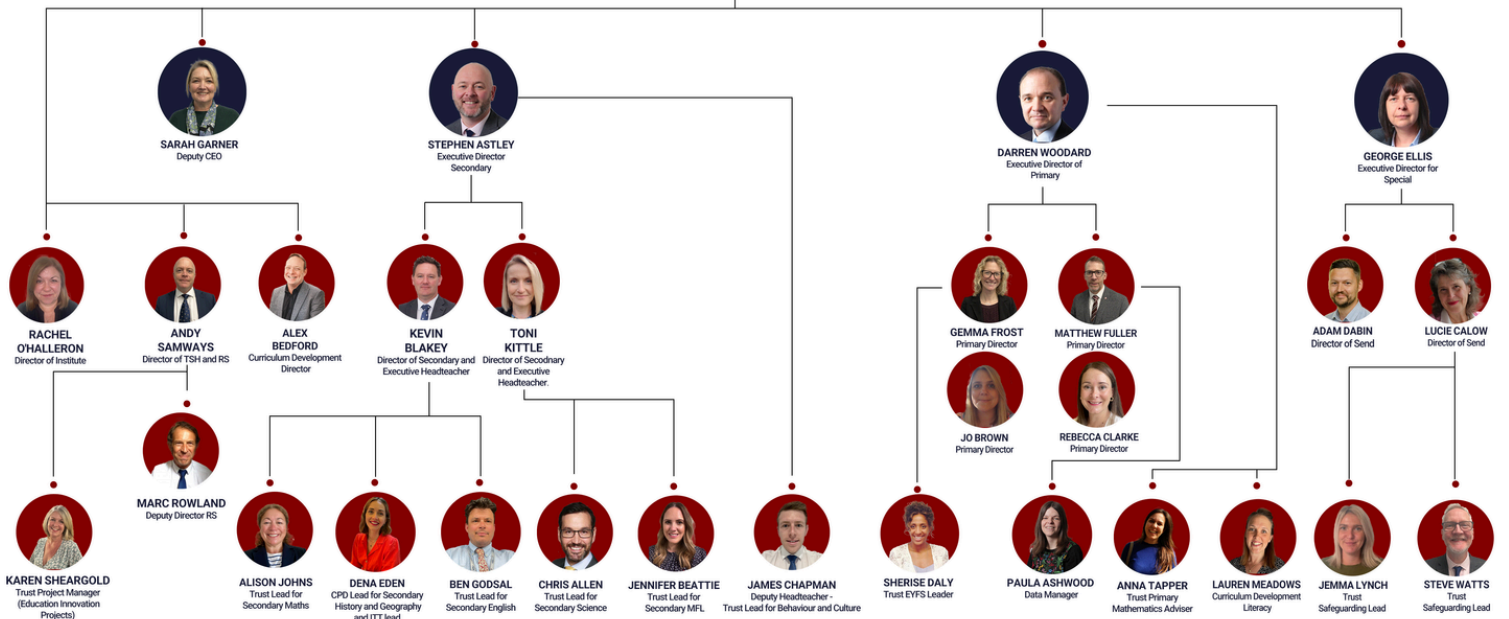 SARAH GARNER
Deputy CEO
STEPHEN ASTLEY
Executive Director
Secondary
DARREN WOODARD
Executive Director of
Primary
GEORGE ELLIS
Executive Director for
Special
RACHEL
O'HALLERON
Director of Institute
ANDY
SAMWAYS
Director of TSH and RS
ALEX
BEDFORD
Curriculum Development
Director
KEVIN
BLAKEY
Director of Secondary and
Executive Headteacher
TONI
KITTLE
Director of Secodnary
and Executive
Headteacher.
GEMMA FROST
Primary Director
MATTHEW FULLER
Primary Director
ADAM DABIN
Director of Send
LUCIE CALOW
Director of Send
JO BROWN
Primary Director
REBECCA CLARKE
Primary Director
MARC ROWLAND
Deputy Director RS
KAREN SHEARGOLD
Trust Project Manager
(Education Innovation
Projects)
ALISON JOHNS
Trust Lead for
Secondary Maths
DENA EDEN
CPD Lead for Secondary
History and Geography
and ITT lead
BEN GODSAL
Trust Lead for
Secondary English
CHRIS ALLEN
Trust Lead for
Secondary Science
JENNIFER BEATTIE
Trust Lead for
Secondary MFL
JAMES CHAPMAN
Deputy Headteacher -
Trust Lead for Behaviour and Culture
SHERISE DALY
Trust EYFS Leader
PAULA ASHWOOD
Data Manager
ANNA TAPPER
Trust Primary
Mathematics Adviser
LAUREN MEADOWS
Curriculum Development
Literacy
JEMMA LYNCH
Trust
Safeguarding Lead
STEVE WATTS
Trust
Safeguarding Lead